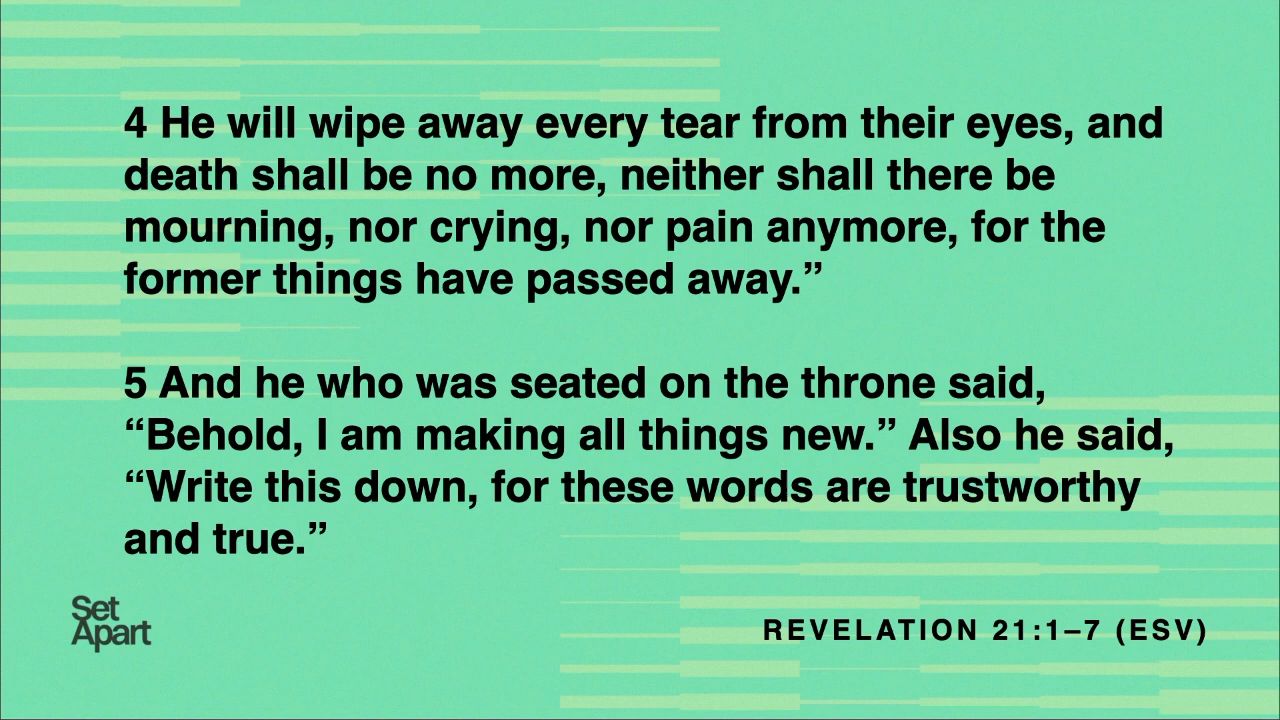 4 He will wipe away every tear from their eyes, and
death shall be no more, neither shall there be
mourning, nor crying, nor pain anymore, for the
former things have passed away.”
5 And he who was seated on the throne said,
“Behold, I am making all things new.” Also he said,
“Write this down, for these words are trustworthy
and true.”
Set
Apart
REVELATION 21:1–7 (ESV)